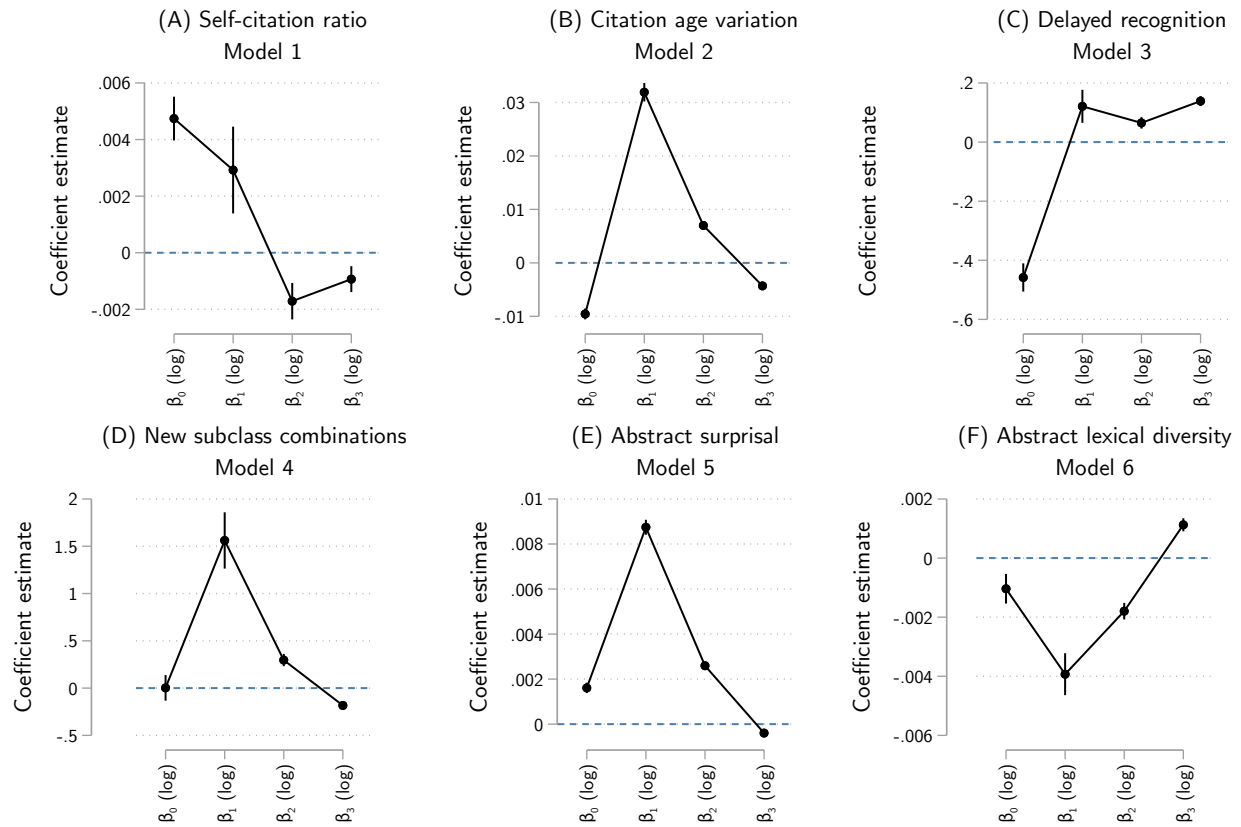 (A) Self-citation ratio
Model 1
Coefficient estimate
.006
.004
.002
0
-.002
β₀ (log)
β₁ (log)
β₂ (log)
β₃ (log)
(B) Citation age variation
Model 2
Coefficient estimate
.03
.02
.01
0
-.01
β₀ (log)
β₁ (log)
β₂ (log)
β₃ (log)
(C) Delayed recognition
Model 3
Coefficient estimate
.2
0
-.2
-.4
-.6
β₀ (log)
β₁ (log)
β₂ (log)
β₃ (log)
(D) New subclass combinations
Model 4
Coefficient estimate
2
1.5
1
.5
0
-.5
β₀ (log)
β₁ (log)
β₂ (log)
β₃ (log)
(E) Abstract surprisal
Model 5
Coefficient estimate
.01
.008
.006
.004
.002
0
β₀ (log)
β₁ (log)
β₂ (log)
β₃ (log)
(F) Abstract lexical diversity
Model 6
Coefficient estimate
.002
0
-.002
-.004
-.006
β₀ (log)
β₁ (log)
β₂ (log)
β₃ (log)